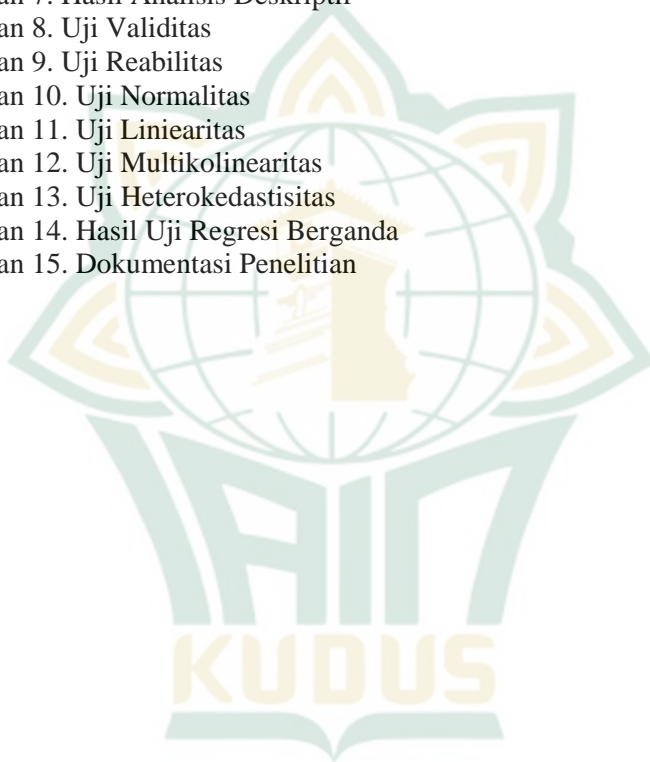 an 7. Hasil Analisis Deskriptif
an 8. Uji Validitas
an 9. Uji Reabilitas
an 10. Uji Normalitas
an 11. Uji Liniearitas
an 12. Uji Multikolinearitas
an 13. Uji Heterokedastisitas
an 14. Hasil Uji Regresi Berganda
an 15. Dokumentasi Penelitian
IAIN
KUDUS